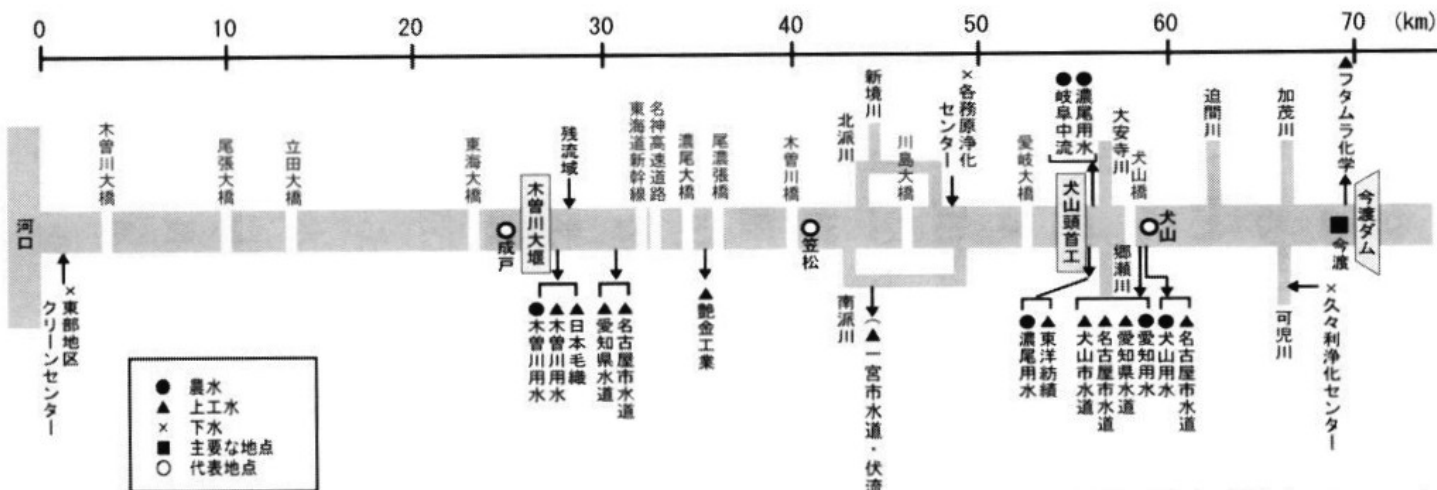 0
10
20
30
40
50
60
70
(km)
河口
木曽川大橋
尾張大橋
立田大橋
東海大橋
成戸
木曽川大堰
残流域
東海道新幹線
名神高速道路
濃尾大橋
尾濃張橋
木曽川橋
笠松
北派川
新境川
川島大橋
×各務原浄化
センター
愛岐大橋
●岐阜中流
●濃尾用水
犬山頭首工
大安寺川
犬山橋
犬山
迫間川
加茂川
▲フタムラ化学
今渡
今渡ダム
×東部地区
クリーンセンター
●木曽川用水
▲木曽川用水
▲日本毛織
▲愛知県水道
▲名古屋市水道
▲艶金工業
南派川
(▲一宮市水道・伏流
●濃尾用水
▲東洋紡績
郷瀬川
▲犬山市水道
▲名古屋市水道
▲愛知県水道
●愛知用水
●犬山用水
▲名古屋市水道
可児川
×久々利浄化センター
● 農水
▲ 上工水
× 下水
■ 主要な地点
○ 代表地点